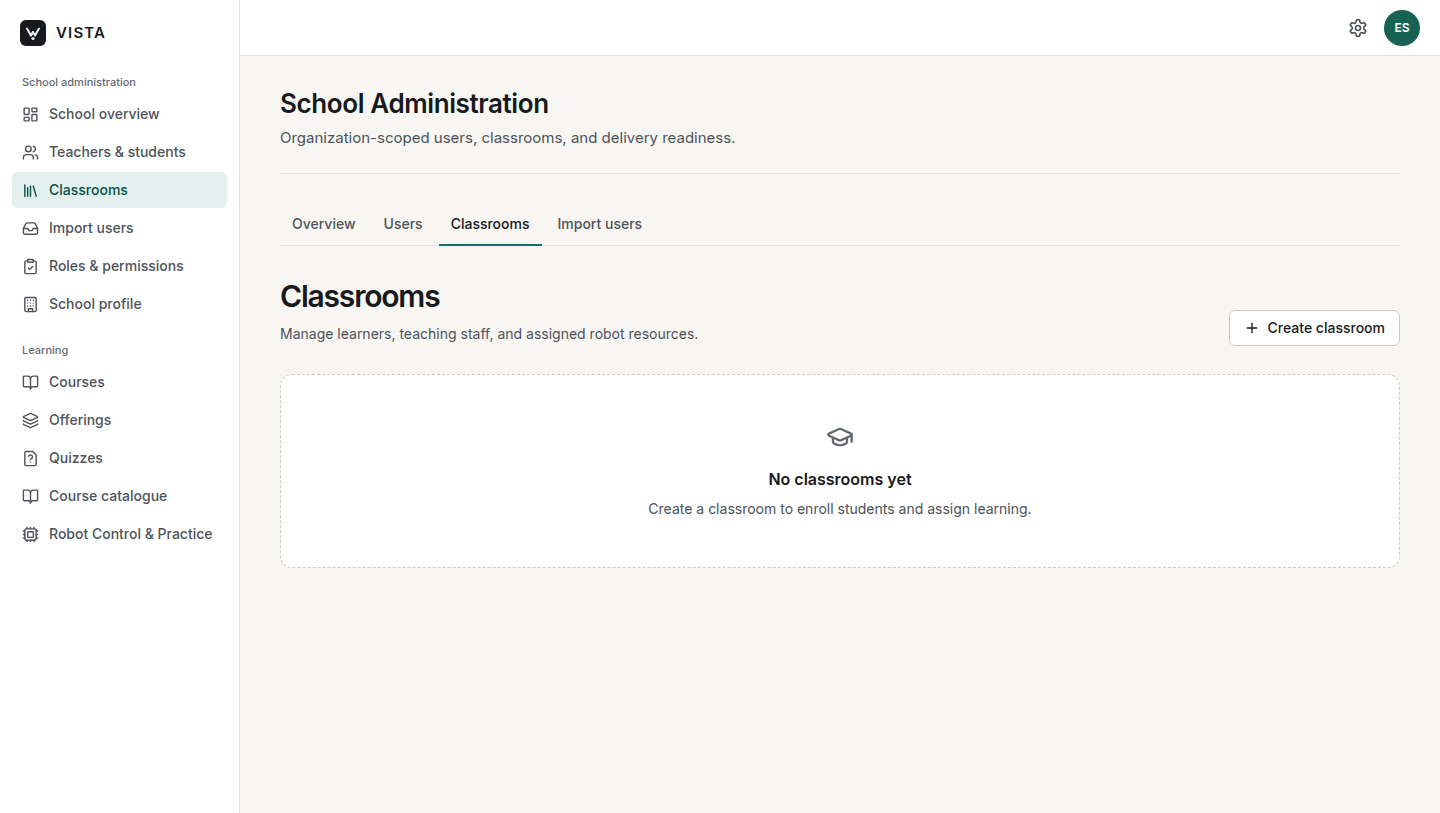 VISTA
ES
School administration
School overview
Teachers & students
Classrooms
Import users
Roles & permissions
School profile
Learning
Courses
Offerings
Quizzes
Course catalogue
Robot Control & Practice
School Administration
Organization-scoped users, classrooms, and delivery readiness.
Overview Users Classrooms Import users
Classrooms
Manage learners, teaching staff, and assigned robot resources.
Create classroom
No classrooms yet
Create a classroom to enroll students and assign learning.